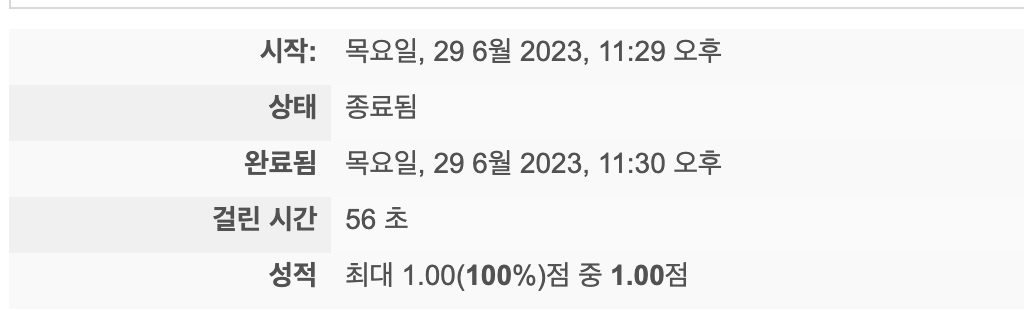 시작: 목요일, 29 6월 2023, 11:29 오후
상태 종료됨
완료됨 목요일, 29 6월 2023, 11:30 오후
걸린 시간 56 초
성적 최대 1.00(100%)점 중 1.00점